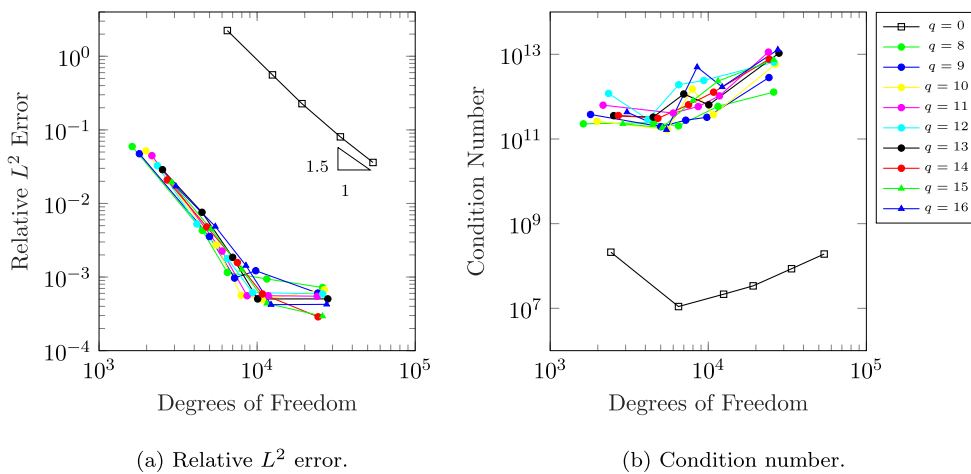 10^0
10^{-1}
10^{-2}
10^{-3}
10^{-4}
Relative L^2 Error
1.5
1
10^3
10^4
10^5
Degrees of Freedom
(a) Relative L^2 error.
10^{13}
10^{11}
10^9
10^7
Condition Number
10^3
10^4
10^5
Degrees of Freedom
(b) Condition number.
q = 0
q = 8
q = 9
q = 10
q = 11
q = 12
q = 13
q = 14
q = 15
q = 16